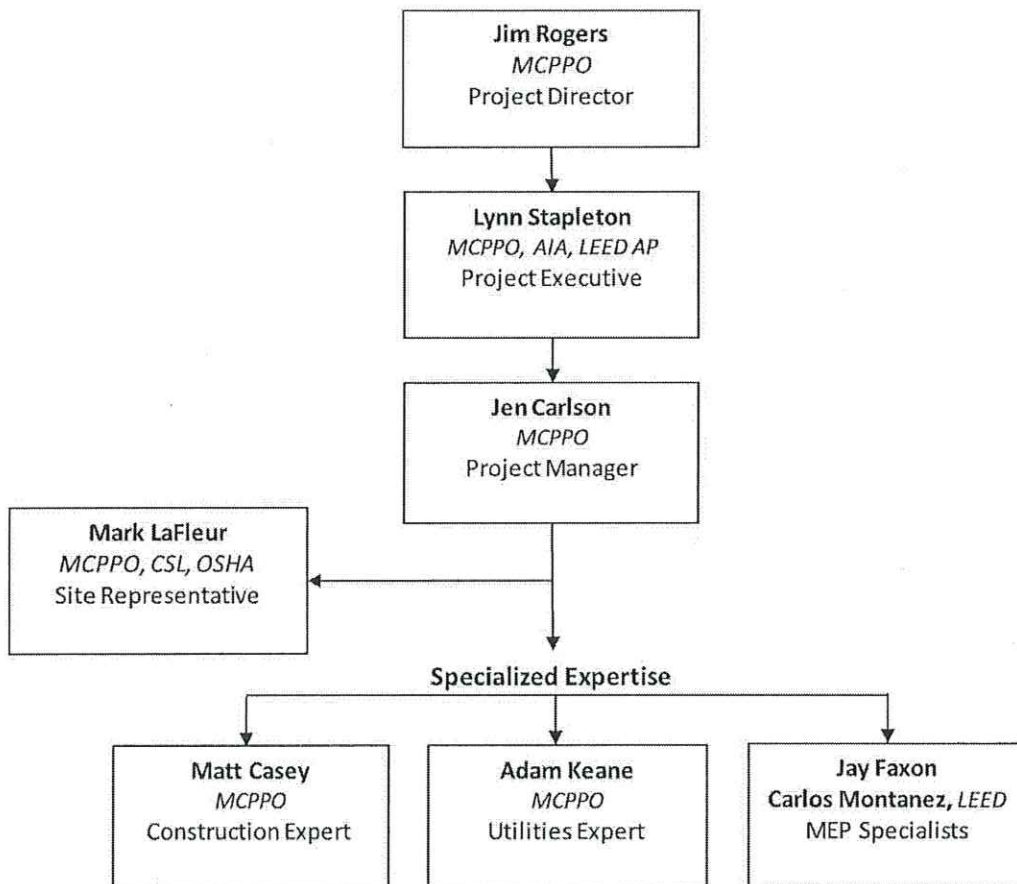 Jim Rogers
MCPPO
Project Director
Lynn Stapleton
MCPPO, AIA, LEED AP
Project Executive
Jen Carlson
MCPPO
Project Manager
Mark LaFleur
MCPPO, CSL, OSHA
Site Representative
Specialized Expertise
Matt Casey
MCPPO
Construction Expert
Adam Keane
MCPPO
Utilities Expert
Jay Faxon
Carlos Montanez, LEED
MEP Specialists